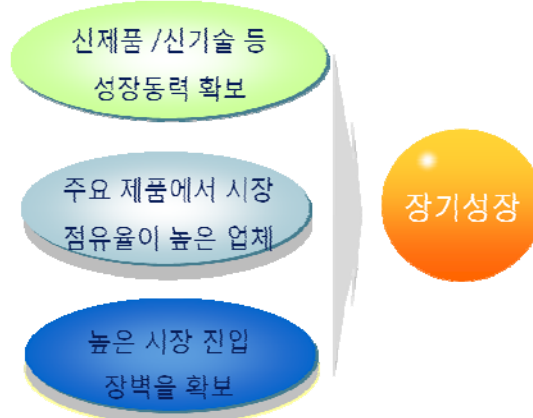 신제품 /신기술 등
성장동력 확보
주요 제품에서 시장
점유율이 높은 업체
높은 시장 진입
장벽을 확보
장기성장